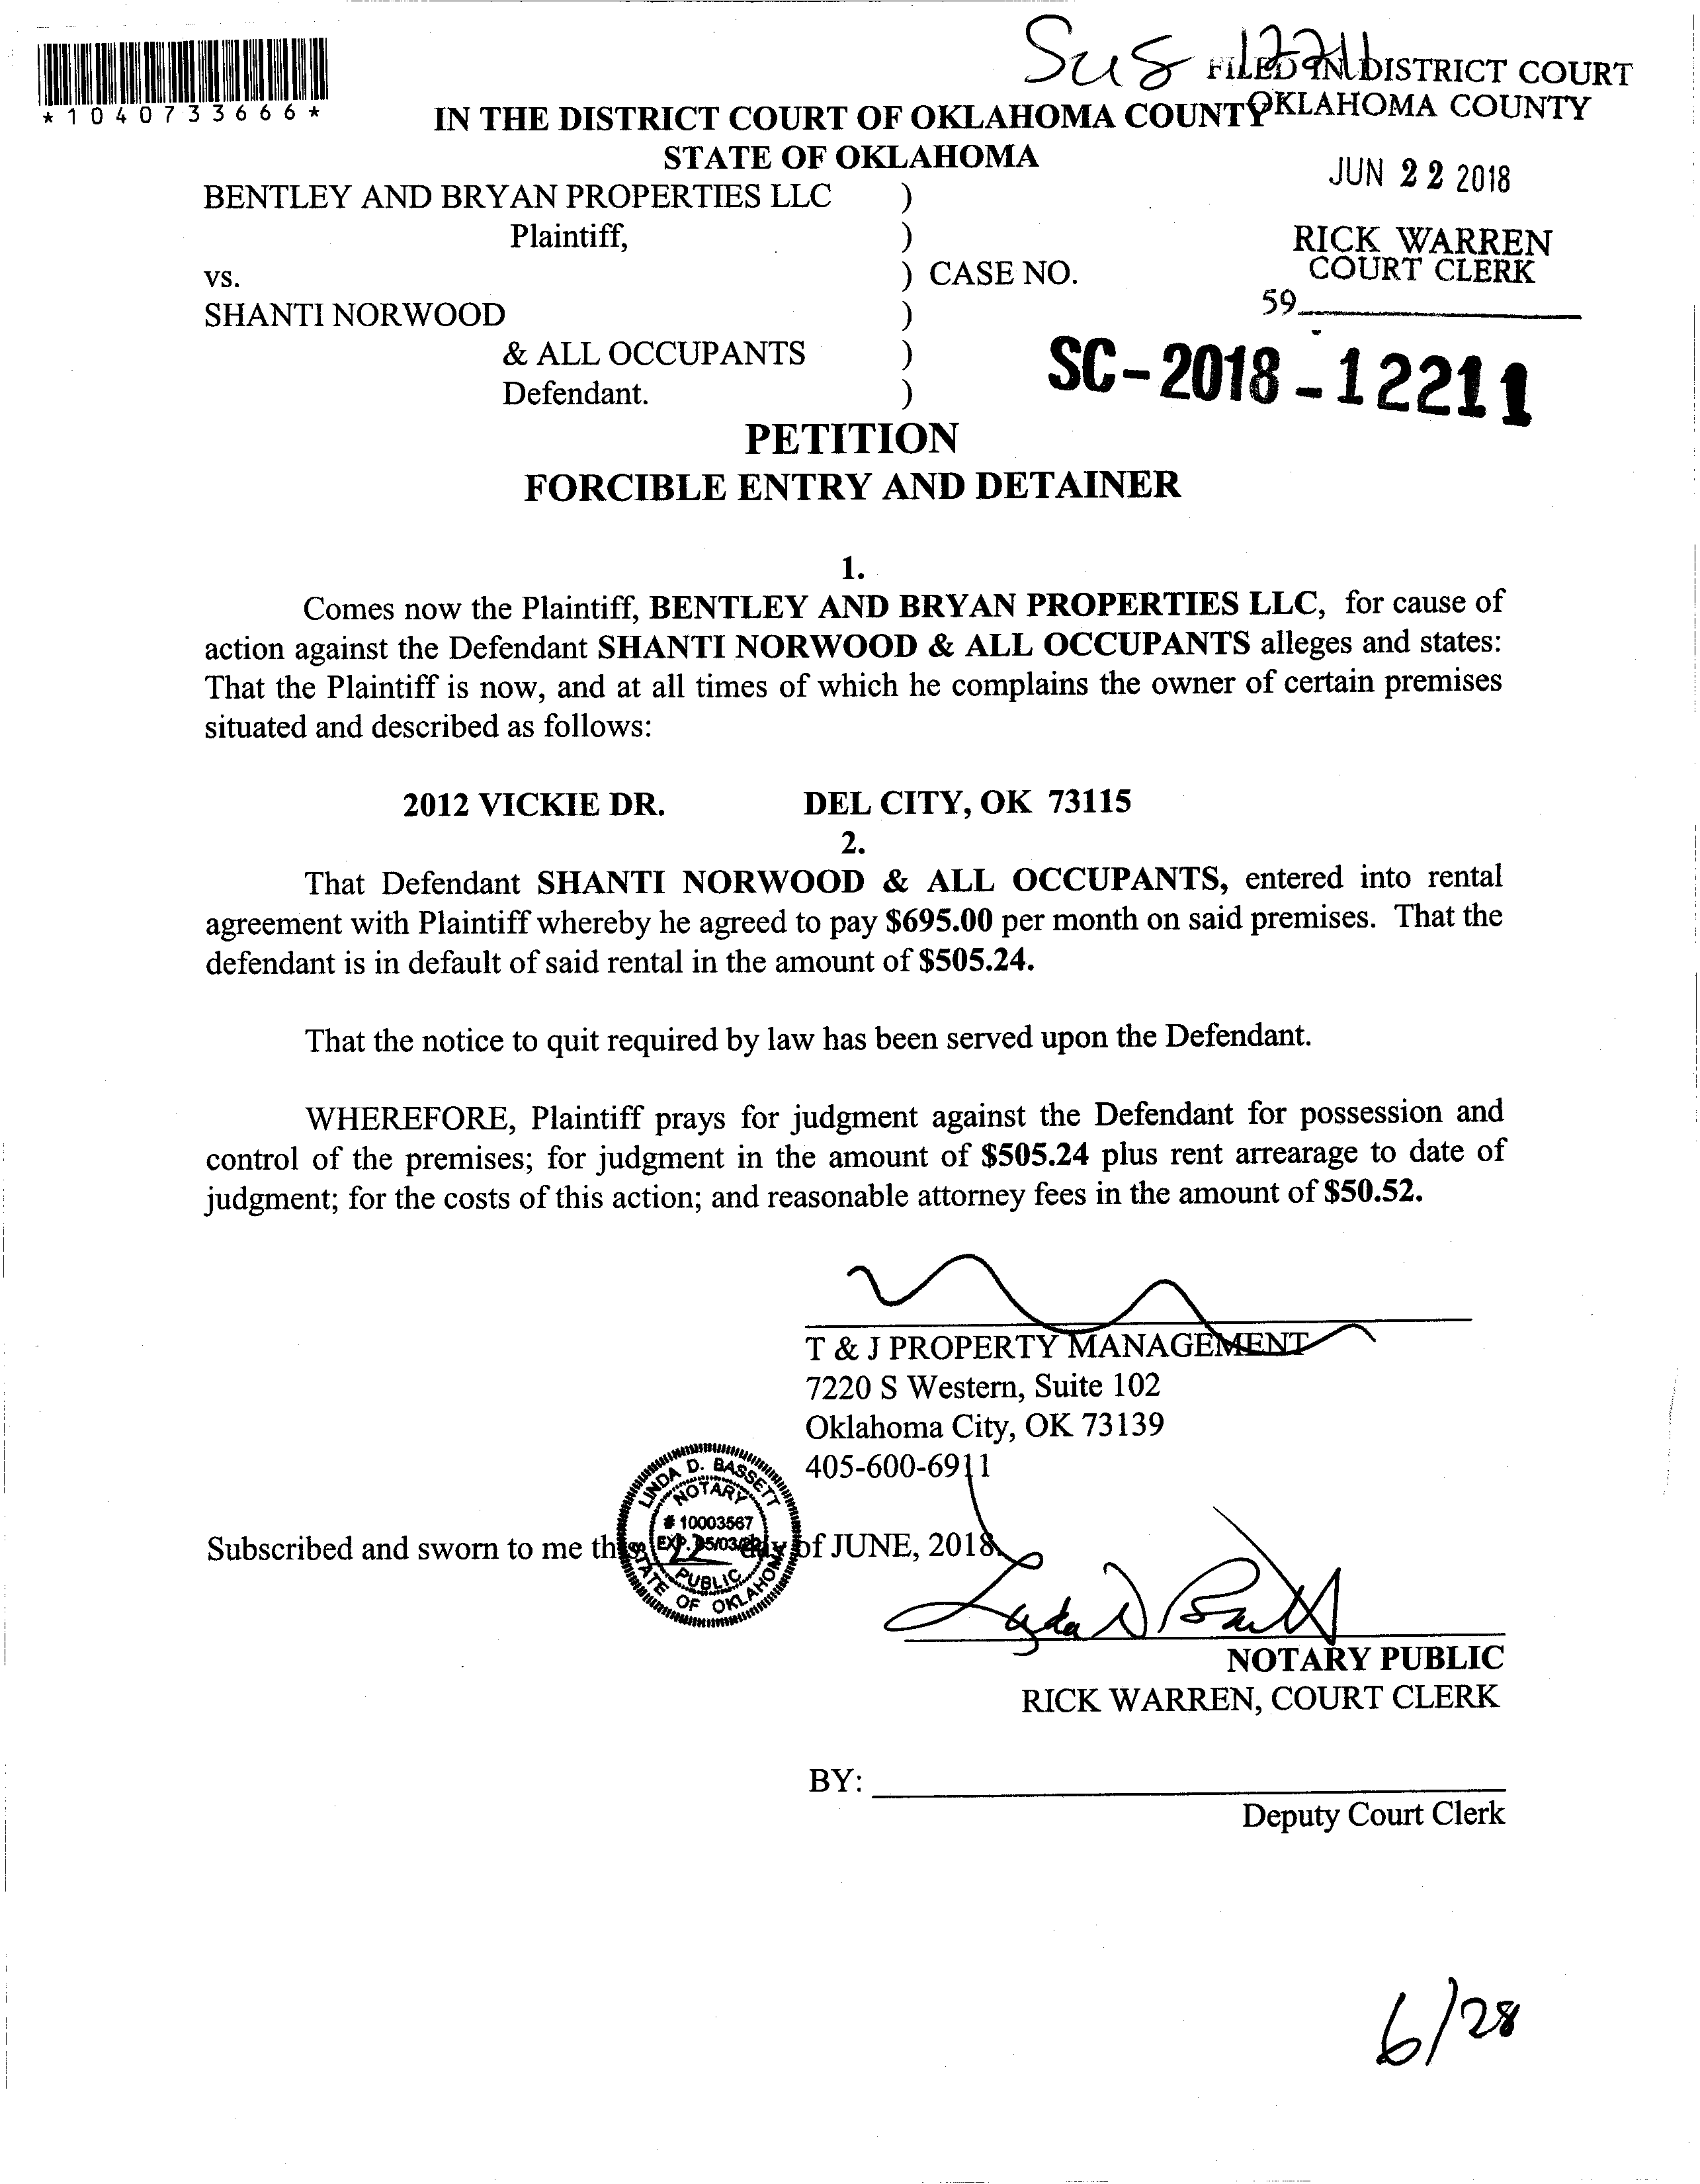 Sus 12211
FILED IN DISTRICT COURT
OKLAHOMA COUNTY
*1040733666*
IN THE DISTRICT COURT OF OKLAHOMA COUNTY
STATE OF OKLAHOMA
JUN 22 2018
BENTLEY AND BRYAN PROPERTIES LLC )
Plaintiff, )
RICK WARREN
COURT CLERK
vs. ) CASE NO.
59
SHANTI NORWOOD )
& ALL OCCUPANTS )
SC-2018-12211
Defendant. )
PETITION
FORCIBLE ENTRY AND DETAINER
1.
Comes now the Plaintiff, BENTLEY AND BRYAN PROPERTIES LLC, for cause of
action against the Defendant SHANTI NORWOOD & ALL OCCUPANTS alleges and states:
That the Plaintiff is now, and at all times of which he complains the owner of certain premises
situated and described as follows:
2012 VICKIE DR. DEL CITY, OK 73115
2.
That Defendant SHANTI NORWOOD & ALL OCCUPANTS, entered into rental
agreement with Plaintiff whereby he agreed to pay $695.00 per month on said premises. That the
defendant is in default of said rental in the amount of $505.24.
That the notice to quit required by law has been served upon the Defendant.
WHEREFORE, Plaintiff prays for judgment against the Defendant for possession and
control of the premises; for judgment in the amount of $505.24 plus rent arrearage to date of
judgment; for the costs of this action; and reasonable attorney fees in the amount of $50.52.
T & J PROPERTY MANAGEMENT
7220 S Western, Suite 102
Oklahoma City, OK 73139
405-600-6911
LINDA D. BASSETT
NOTARY
# 10003567
PUBLIC
STATE OF OKLAHOMA
Subscribed and sworn to me this 22 day of JUNE, 2018.
Linda D Bassett
NOTARY PUBLIC
RICK WARREN, COURT CLERK
BY:
Deputy Court Clerk
6/28